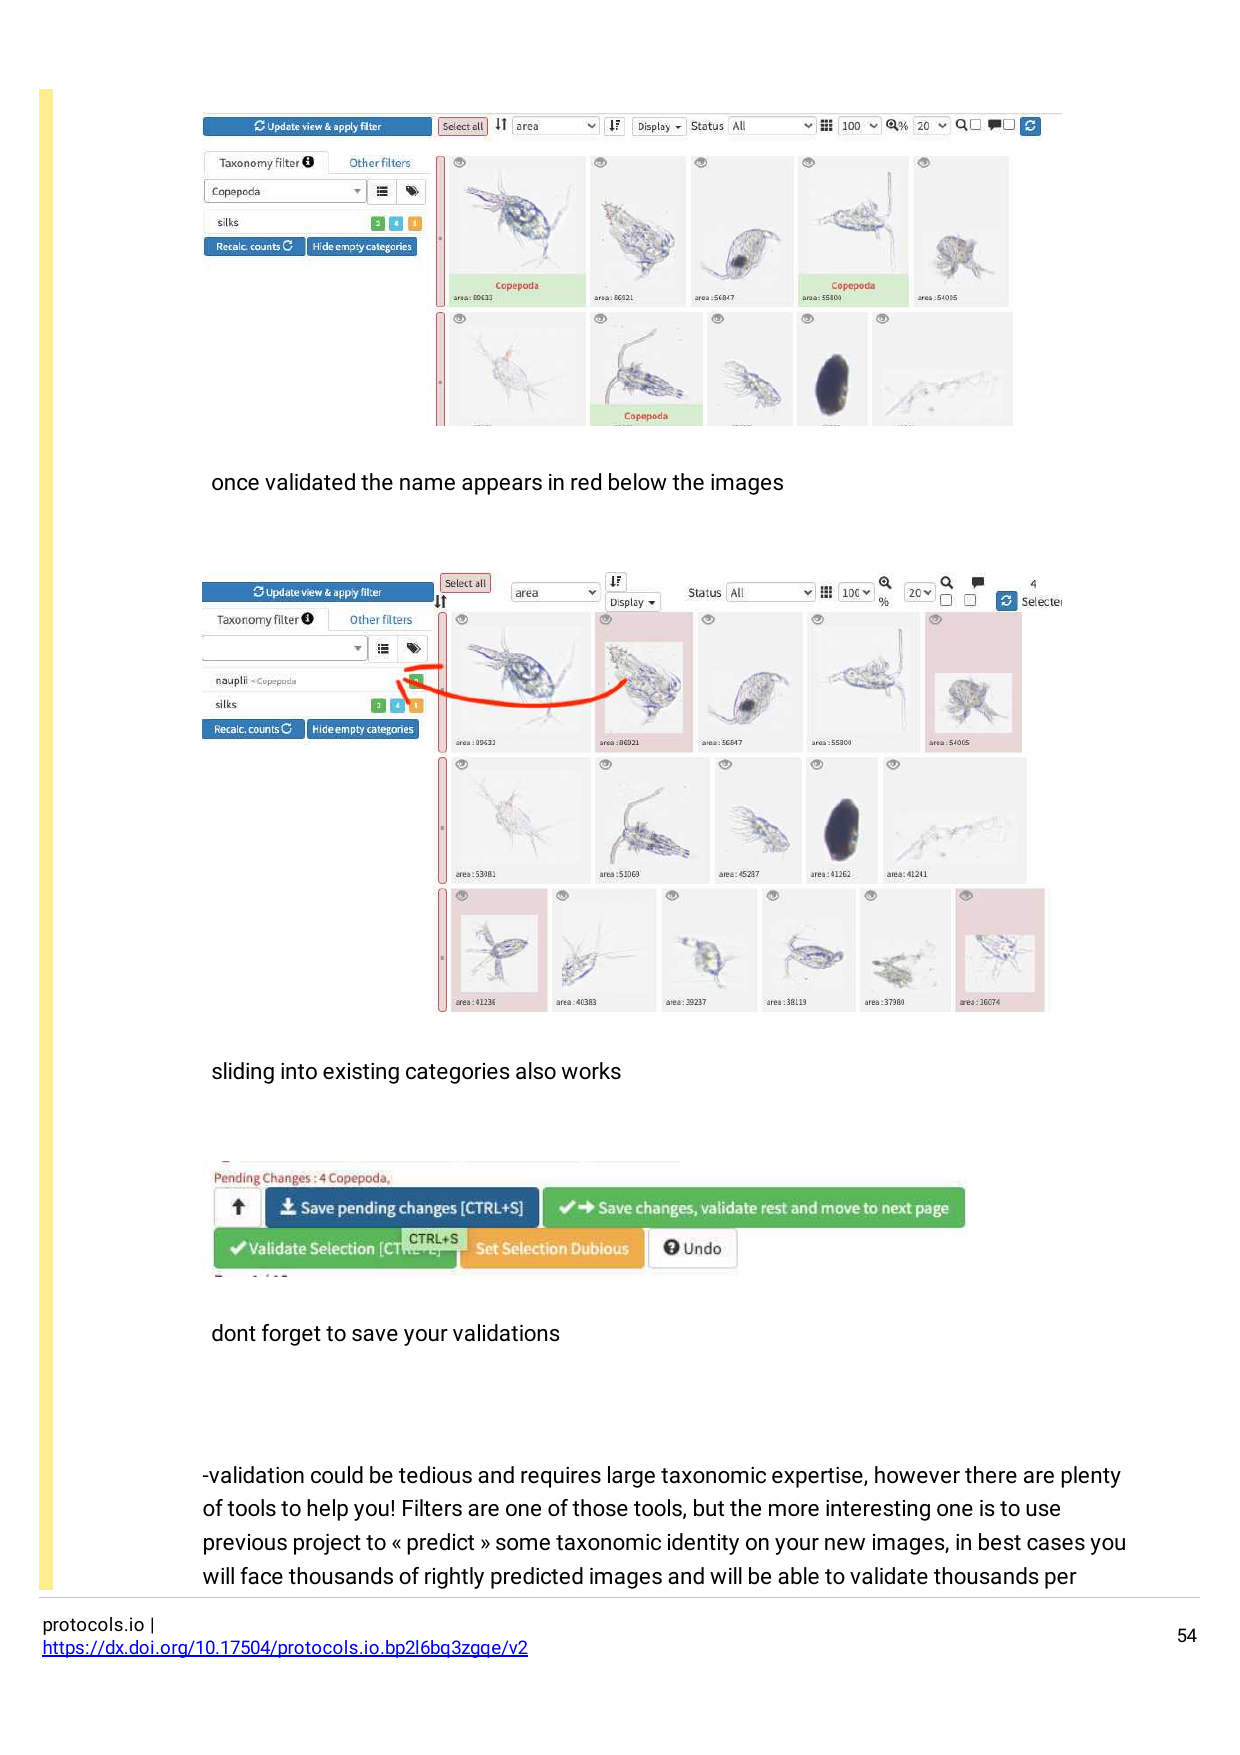 Update view & apply filter Select all area Display Status All 100 % 20
Taxonomy filter Other filters
Copepoda
silks 2 4 1
Recalc. counts Hide empty categories
Copepoda Copepoda
area : 89633 area : 86921 area : 56847 area : 55800 area : 54005
Copepoda
once validated the name appears in red below the images
Update view & apply filter Select all area Display Status All 100 % 20 4 Selecte
Taxonomy filter Other filters
nauplii < Copepoda
silks 2 4 1
Recalc. counts Hide empty categories
area : 89633 area : 86921 area : 56847 area : 55800 area : 54005
area : 53081 area : 51069 area : 45287 area : 41262 area : 41241
area : 41236 area : 40383 area : 39237 area : 38119 area : 37980 area : 36074
sliding into existing categories also works
Pending Changes : 4 Copepoda,
Save pending changes [CTRL+S] Save changes, validate rest and move to next page
CTRL+S
Validate Selection Set Selection Dubious Undo
dont forget to save your validations
-validation could be tedious and requires large taxonomic expertise, however there are plenty
of tools to help you! Filters are one of those tools, but the more interesting one is to use
previous project to « predict » some taxonomic identity on your new images, in best cases you
will face thousands of rightly predicted images and will be able to validate thousands per
protocols.io |
https://dx.doi.org/10.17504/protocols.io.bp2l6bq3zgqe/v2
54